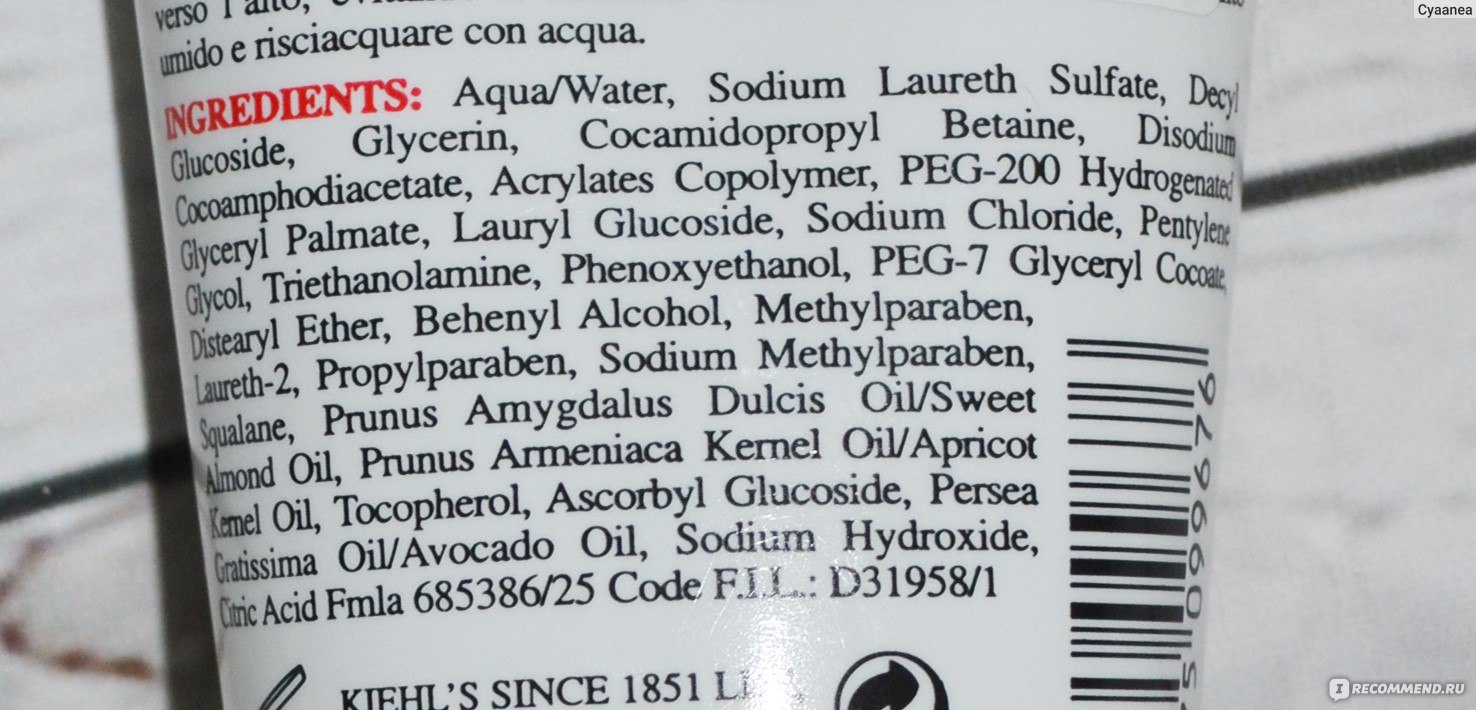 Cyaanea
verso l'alto,
umido e risciacquare con acqua.
INGREDIENTS: Aqua/Water, Sodium Laureth Sulfate, Decyl
Glucoside, Glycerin, Cocamidopropyl Betaine, Disodium
Cocoamphodiacetate, Acrylates Copolymer, PEG-200 Hydrogenated
Glyceryl Palmate, Lauryl Glucoside, Sodium Chloride, Pentylene
Glycol, Triethanolamine, Phenoxyethanol, PEG-7 Glyceryl Cocoate,
Distearyl Ether, Behenyl Alcohol, Methylparaben,
Laureth-2, Propylparaben, Sodium Methylparaben,
Squalane, Prunus Amygdalus Dulcis Oil/Sweet
Almond Oil, Prunus Armeniaca Kernel Oil/Apricot
Kernel Oil, Tocopherol, Ascorbyl Glucoside, Persea
Gratissima Oil/Avocado Oil, Sodium Hydroxide,
Citric Acid Fmla 685386/25 Code F.I.L.: D31958/1
KIEHL'S SINCE 1851
IRECOMMEND.RU